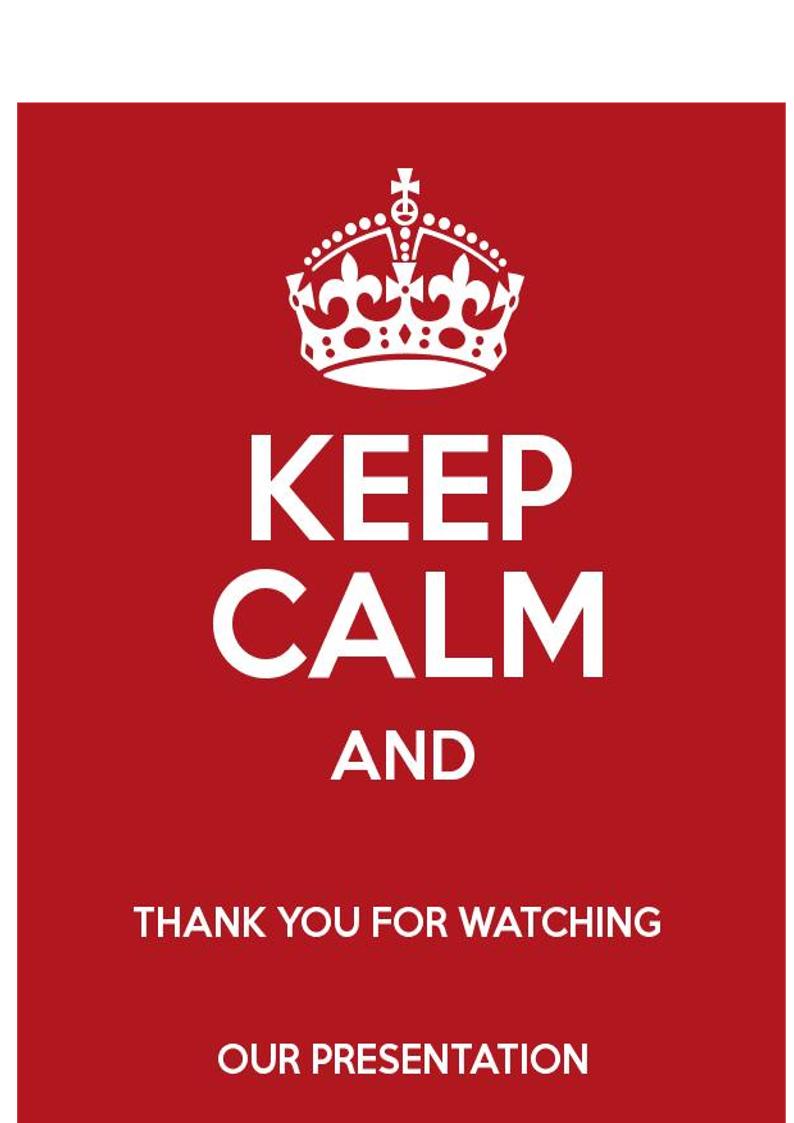 KEEP
CALM
AND
THANK YOU FOR WATCHING
OUR PRESENTATION